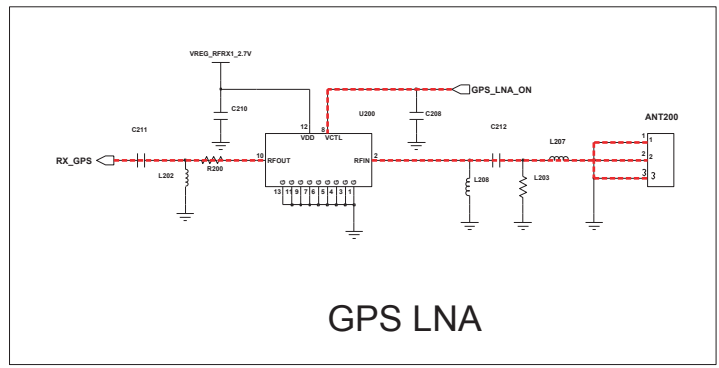 VREG_RFRX1_2.7V
GPS_LNA_ON
C210
U200
C208
ANT200
12 8
VDD VCTL
C211
C212
L207
1 1
RX_GPS
10 RFOUT
RFIN 2
2 2
R200
L202
L208
L203
3 3
G G G G G G G G
13 11 9 7 6 5 4 3 1
GPS LNA